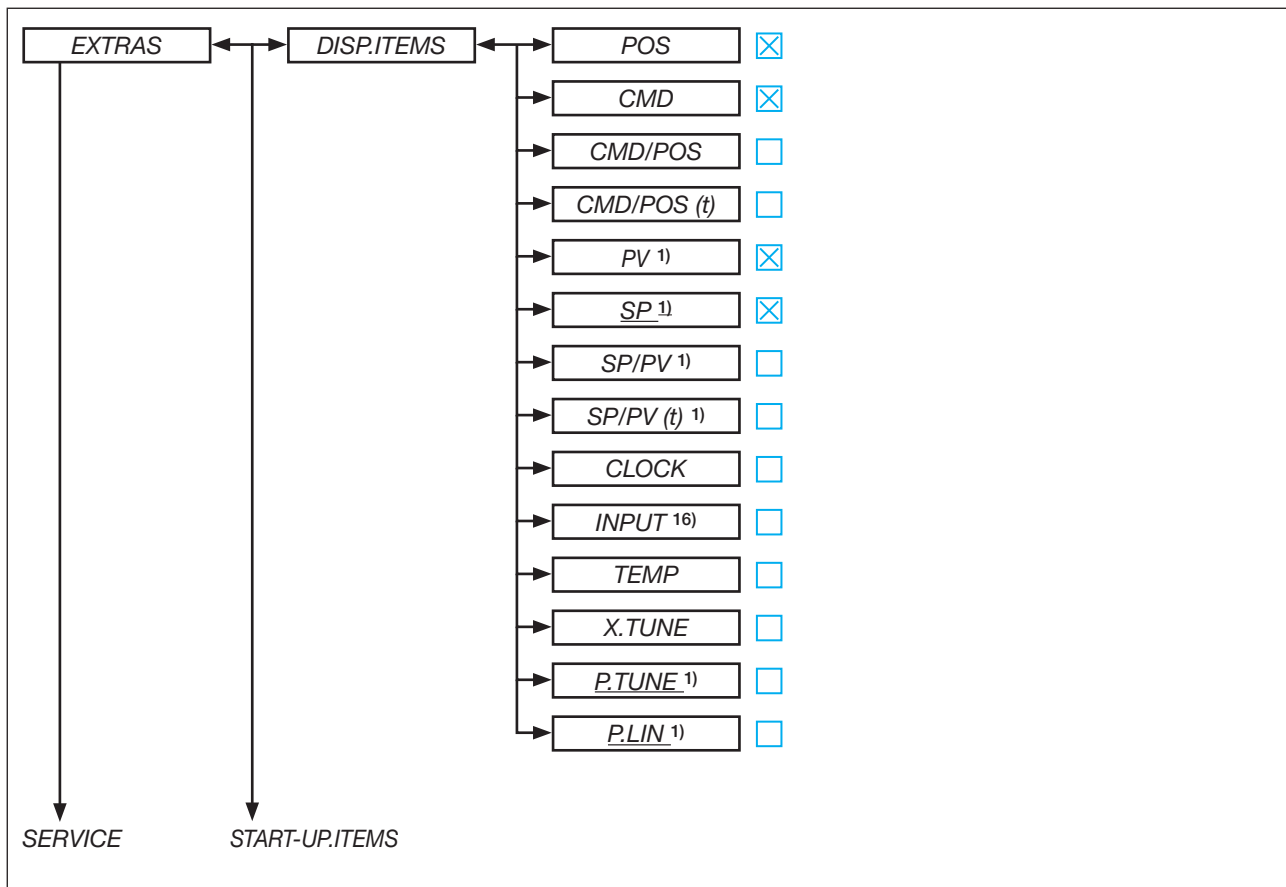 EXTRAS DISP.ITEMS POS
CMD
CMD/POS
CMD/POS (t)
PV 1)
SP 1)
SP/PV 1)
SP/PV (t) 1)
CLOCK
INPUT 16)
TEMP
X.TUNE
P.TUNE 1)
P.LIN 1)
SERVICE START-UP.ITEMS